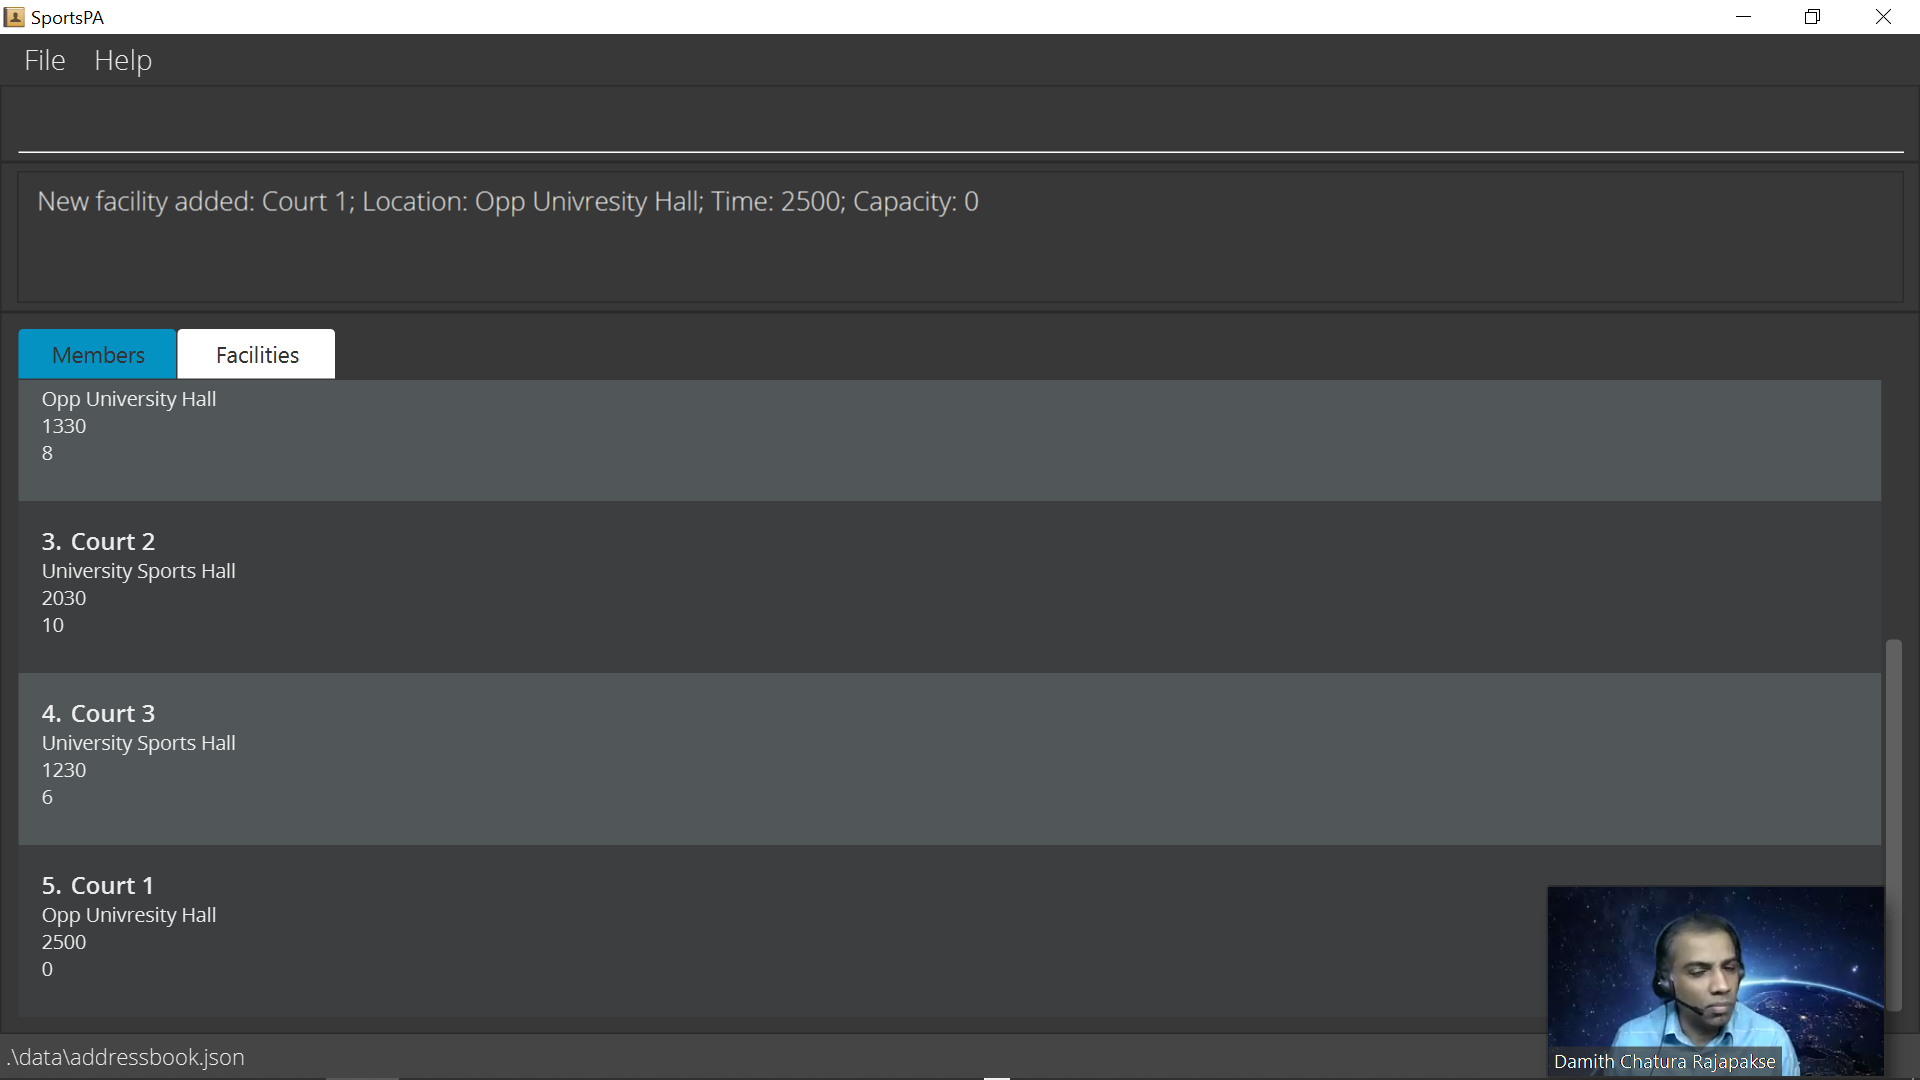 SportsPA
File Help
New facility added: Court 1; Location: Opp Univresity Hall; Time: 2500; Capacity: 0
Members Facilities
Opp University Hall
1330
8
3. Court 2
University Sports Hall
2030
10
4. Court 3
University Sports Hall
1230
6
5. Court 1
Opp Univresity Hall
2500
0
.\data\addressbook.json
Damith Chatura Rajapakse